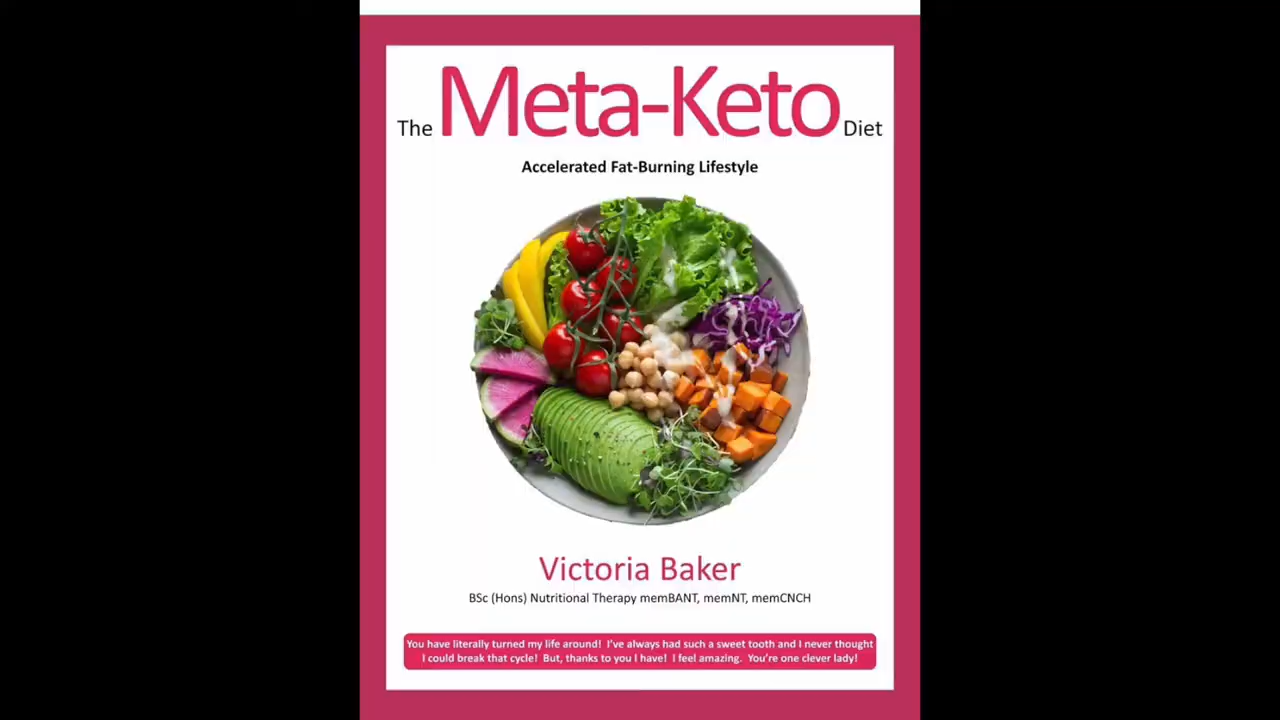 The Meta-Keto Diet
Accelerated Fat-Burning Lifestyle
Victoria Baker
BSc (Hons) Nutritional Therapy memBANT, memNT, memCNCH
You have literally turned my life around!  I've always had such a sweet tooth and I never thought
I could break that cycle!  But, thanks to you I have!  I feel amazing.  You're one clever lady!